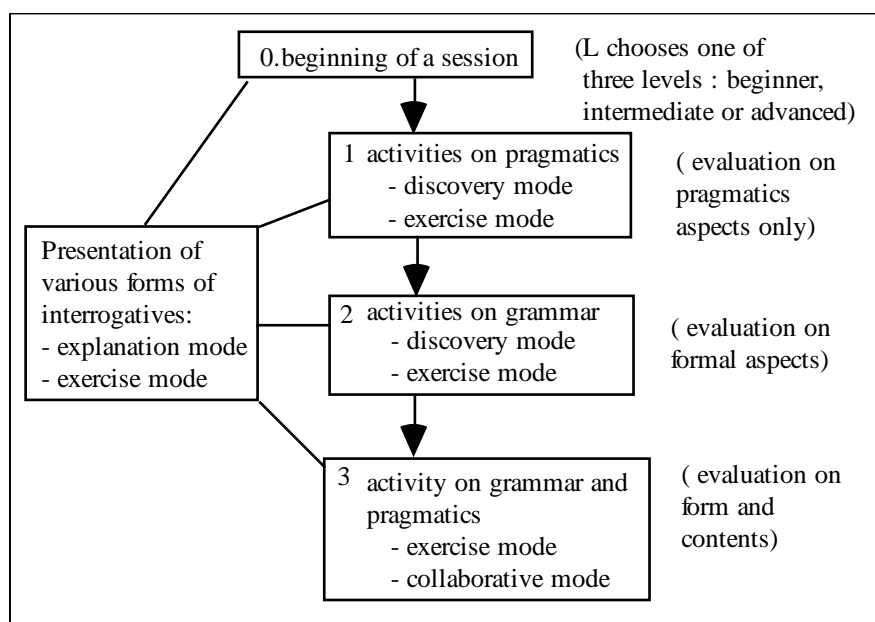 0.beginning of a session
(L chooses one of
three levels : beginner,
intermediate or advanced)
1 activities on pragmatics
- discovery mode
- exercise mode
( evaluation on
pragmatics
aspects only)
Presentation of
various forms of
interrogatives:
- explanation mode
- exercise mode
2 activities on grammar
- discovery mode
- exercise mode
( evaluation on
formal aspects)
3 activity on grammar and
pragmatics
- exercise mode
- collaborative mode
( evaluation on
form and
contents)